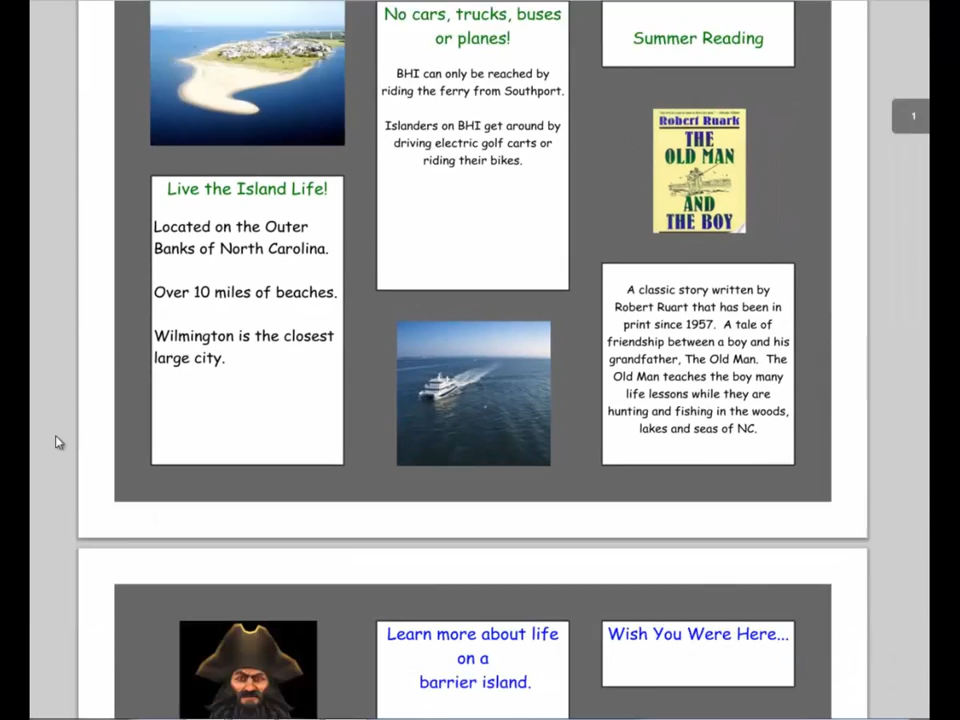 Live the Island Life!
Located on the Outer
Banks of North Carolina.
Over 10 miles of beaches.
Wilmington is the closest
large city.
No cars, trucks, buses
or planes!
BHI can only be reached by
riding the ferry from Southport.
Islanders on BHI get around by
driving electric golf carts or
riding their bikes.
Summer Reading
Robert Ruark
THE
OLD MAN
AND
THE BOY
A classic story written by
Robert Ruart that has been in
print since 1957. A tale of
friendship between a boy and his
grandfather, The Old Man. The
Old Man teaches the boy many
life lessons while they are
hunting and fishing in the woods,
lakes and seas of NC.
1
Learn more about life
on a
barrier island.
Wish You Were Here...